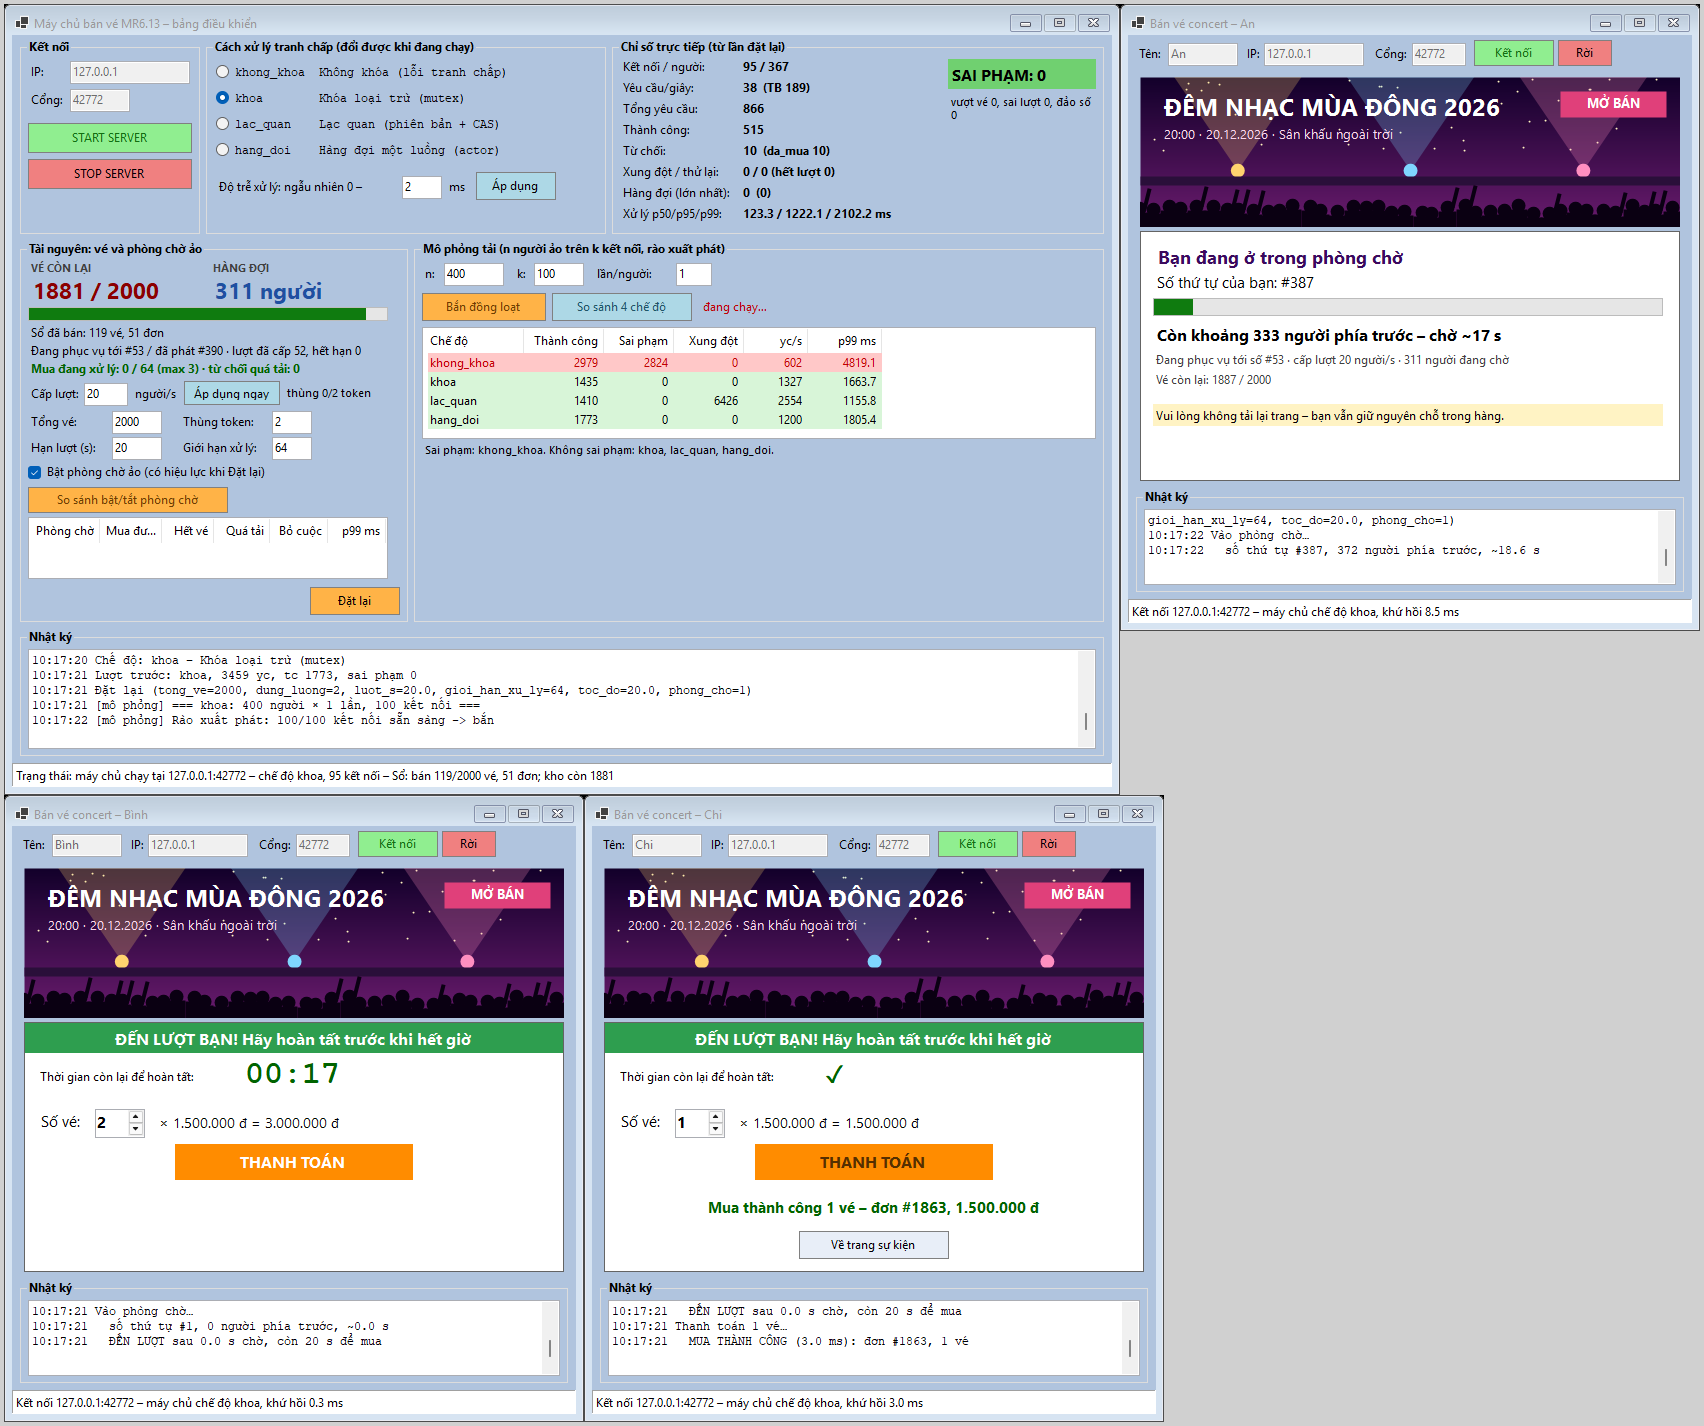 Máy chủ bán vé MR6.13 – bảng điều khiển
Kết nối
IP: 127.0.0.1
Cổng: 42772
START SERVER
STOP SERVER
Cách xử lý tranh chấp (đổi được khi đang chạy)
khong_khoa Không khóa (lỗi tranh chấp)
khoa Khóa loại trừ (mutex)
lac_quan Lạc quan (phiên bản + CAS)
hang_doi Hàng đợi một luồng (actor)
Độ trễ xử lý: ngẫu nhiên 0 – 2 ms Áp dụng
Chỉ số trực tiếp (từ lần đặt lại)
Kết nối / người: 95 / 367
Yêu cầu/giây: 38 (TB 189)
Tổng yêu cầu: 866
Thành công: 515
Từ chối: 10 (da_mua 10)
Xung đột / thử lại: 0 / 0 (hết lượt 0)
Hàng đợi (lớn nhất): 0 (0)
Xử lý p50/p95/p99: 123.3 / 1222.1 / 2102.2 ms
SAI PHẠM: 0
vượt vé 0, sai lượt 0, đảo số
0
Tài nguyên: vé và phòng chờ ảo
VÉ CÒN LẠI HÀNG ĐỢI
1881 / 2000 311 người
Sổ đã bán: 119 vé, 51 đơn
Đang phục vụ tới #53 / đã phát #390 · lượt đã cấp 52, hết hạn 0
Mua đang xử lý: 0 / 64 (max 3) · từ chối quá tải: 0
Cấp lượt: 20 người/s Áp dụng ngay thùng 0/2 token
Tổng vé: 2000 Thùng token: 2
Hạn lượt (s): 20 Giới hạn xử lý: 64
Bật phòng chờ ảo (có hiệu lực khi Đặt lại)
So sánh bật/tắt phòng chờ
Phòng chờ Mua đư... Hết vé Quá tải Bỏ cuộc p99 ms
Đặt lại
Mô phỏng tải (n người ảo trên k kết nối, rào xuất phát)
n: 400 k: 100 lần/người: 1
Bắn đồng loạt So sánh 4 chế độ đang chạy...
Chế độ Thành công Sai phạm Xung đột yc/s p99 ms
khong_khoa 2979 2824 0 602 4819.1
khoa 1435 0 0 1327 1663.7
lac_quan 1410 0 6426 2554 1155.8
hang_doi 1773 0 0 1200 1805.4
Sai phạm: khong_khoa. Không sai phạm: khoa, lac_quan, hang_doi.
Nhật ký
10:17:20 Chế độ: khoa – Khóa loại trừ (mutex)
10:17:21 Lượt trước: khoa, 3459 yc, tc 1773, sai phạm 0
10:17:21 Đặt lại (tong_ve=2000, dung_luong=2, luot_s=20.0, gioi_han_xu_ly=64, toc_do=20.0, phong_cho=1)
10:17:21 [mô phỏng] === khoa: 400 người × 1 lần, 100 kết nối ===
10:17:22 [mô phỏng] Rào xuất phát: 100/100 kết nối sẵn sàng -> bắn
Trạng thái: máy chủ chạy tại 127.0.0.1:42772 – chế độ khoa, 95 kết nối – Sổ: bán 119/2000 vé, 51 đơn; kho còn 1881
Bán vé concert – An
Tên: An IP: 127.0.0.1 Cổng: 42772 Kết nối Rời
ĐÊM NHẠC MÙA ĐÔNG 2026
MỞ BÁN
20:00 · 20.12.2026 · Sân khấu ngoài trời
Bạn đang ở trong phòng chờ
Số thứ tự của bạn: #387
Còn khoảng 333 người phía trước – chờ ~17 s
Đang phục vụ tới số #53 · cấp lượt 20 người/s · 311 người đang chờ
Vé còn lại: 1887 / 2000
Vui lòng không tải lại trang – bạn vẫn giữ nguyên chỗ trong hàng.
Nhật ký
gioi_han_xu_ly=64, toc_do=20.0, phong_cho=1)
10:17:22 Vào phòng chờ…
10:17:22 số thứ tự #387, 372 người phía trước, ~18.6 s
Kết nối 127.0.0.1:42772 – máy chủ chế độ khoa, khứ hồi 8.5 ms
Bán vé concert – Bình
Tên: Bình IP: 127.0.0.1 Cổng: 42772 Kết nối Rời
ĐÊM NHẠC MÙA ĐÔNG 2026
MỞ BÁN
20:00 · 20.12.2026 · Sân khấu ngoài trời
ĐẾN LƯỢT BẠN! Hãy hoàn tất trước khi hết giờ
Thời gian còn lại để hoàn tất: 00:17
Số vé: 2 × 1.500.000 đ = 3.000.000 đ
THANH TOÁN
Nhật ký
10:17:21 Vào phòng chờ…
10:17:21 số thứ tự #1, 0 người phía trước, ~0.0 s
10:17:21 ĐẾN LƯỢT sau 0.0 s chờ, còn 20 s để mua
Kết nối 127.0.0.1:42772 – máy chủ chế độ khoa, khứ hồi 0.3 ms
Bán vé concert – Chi
Tên: Chi IP: 127.0.0.1 Cổng: 42772 Kết nối Rời
ĐÊM NHẠC MÙA ĐÔNG 2026
MỞ BÁN
20:00 · 20.12.2026 · Sân khấu ngoài trời
ĐẾN LƯỢT BẠN! Hãy hoàn tất trước khi hết giờ
Thời gian còn lại để hoàn tất: ✓
Số vé: 1 × 1.500.000 đ = 1.500.000 đ
THANH TOÁN
Mua thành công 1 vé – đơn #1863, 1.500.000 đ
Về trang sự kiện
Nhật ký
10:17:21 ĐẾN LƯỢT sau 0.0 s chờ, còn 20 s để mua
10:17:21 Thanh toán 1 vé…
10:17:21 MUA THÀNH CÔNG (3.0 ms): đơn #1863, 1 vé
Kết nối 127.0.0.1:42772 – máy chủ chế độ khoa, khứ hồi 3.0 ms